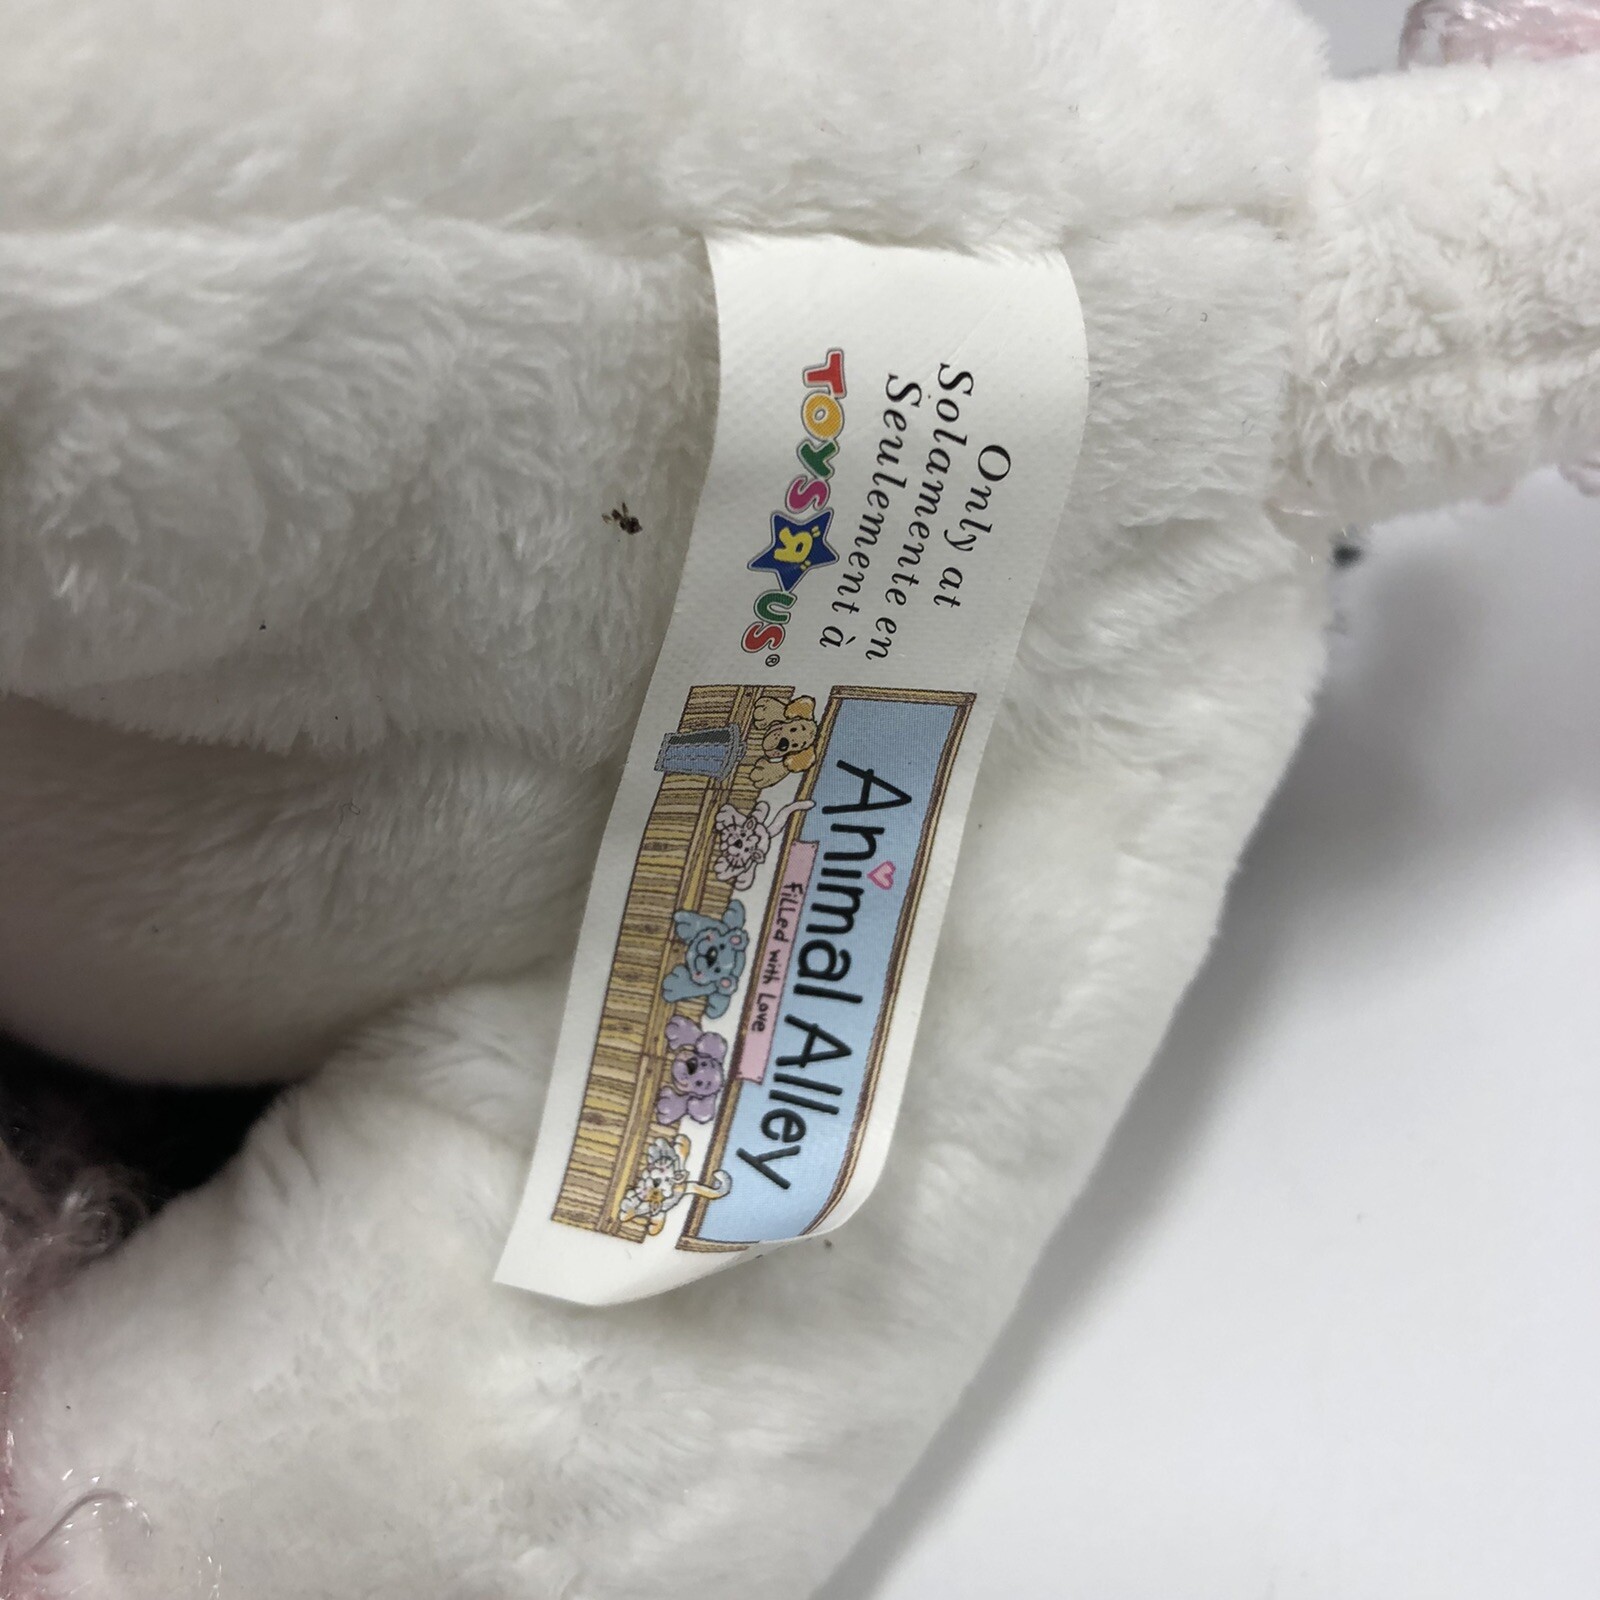 Only at
Solamente en
Seulement à
TOYS R US®
Animal Alley
Filled with Love